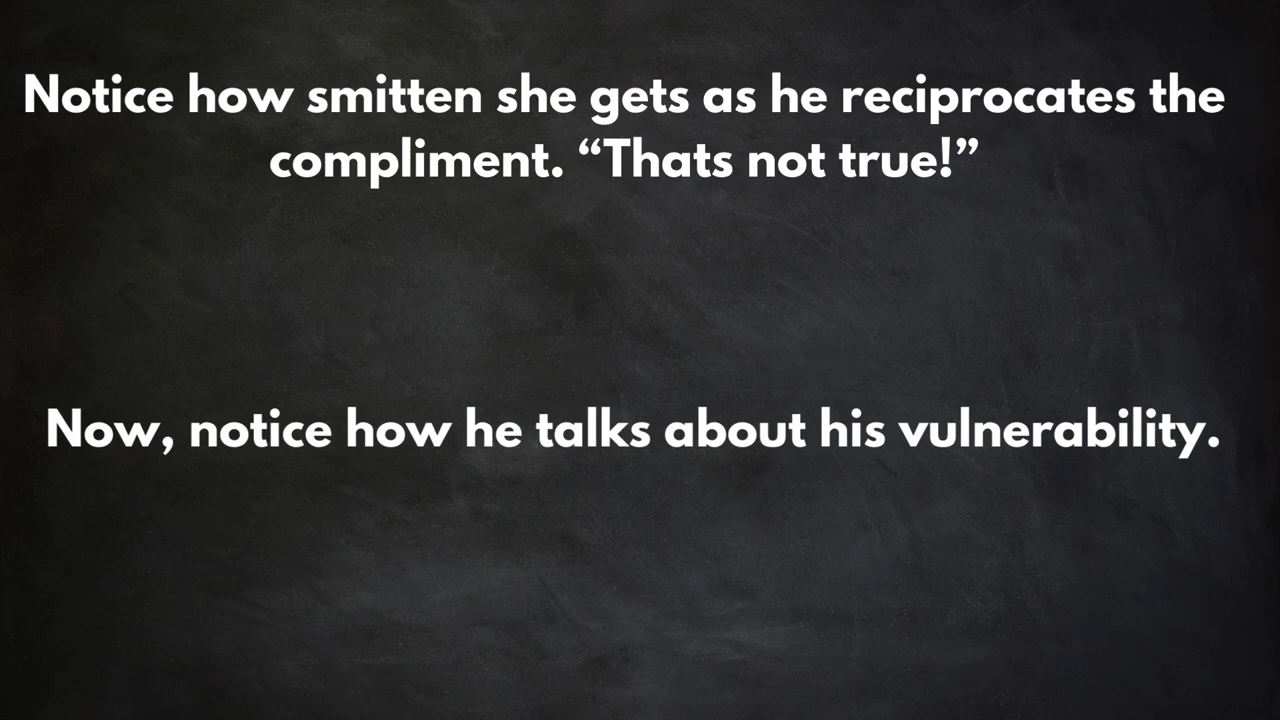 Notice how smitten she gets as he reciprocates the
compliment. “Thats not true!”
Now, notice how he talks about his vulnerability.